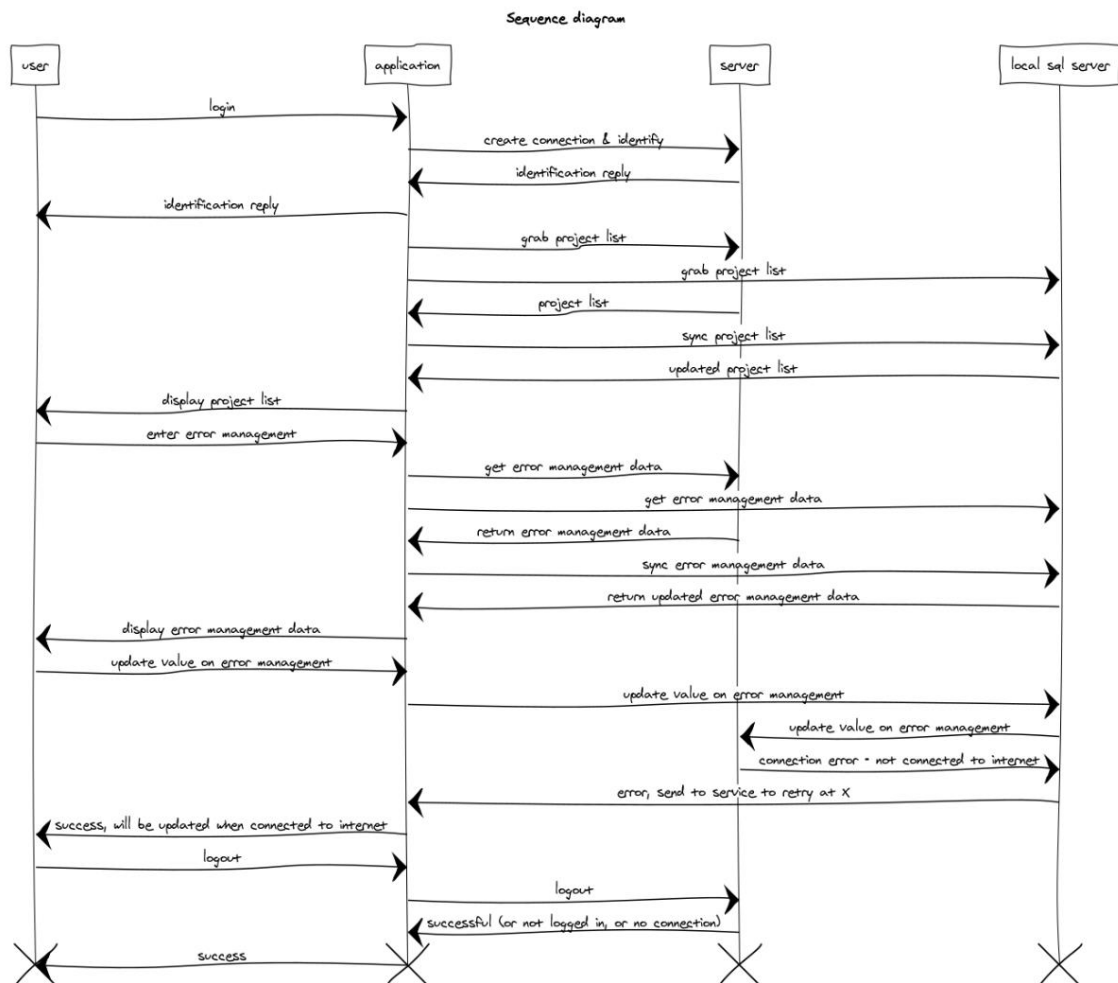 Sequence diagram
user
application
server
local sql server
login
create connection & identify
identification reply
identification reply
grab project list
grab project list
project list
sync project list
updated project list
display project list
enter error management
get error management data
get error management data
return error management data
sync error management data
return updated error management data
display error management data
update value on error management
update value on error management
update value on error management
connection error - not connected to internet
error, send to service to retry at X
success, will be updated when connected to internet
logout
logout
successful (or not logged in, or no connection)
success